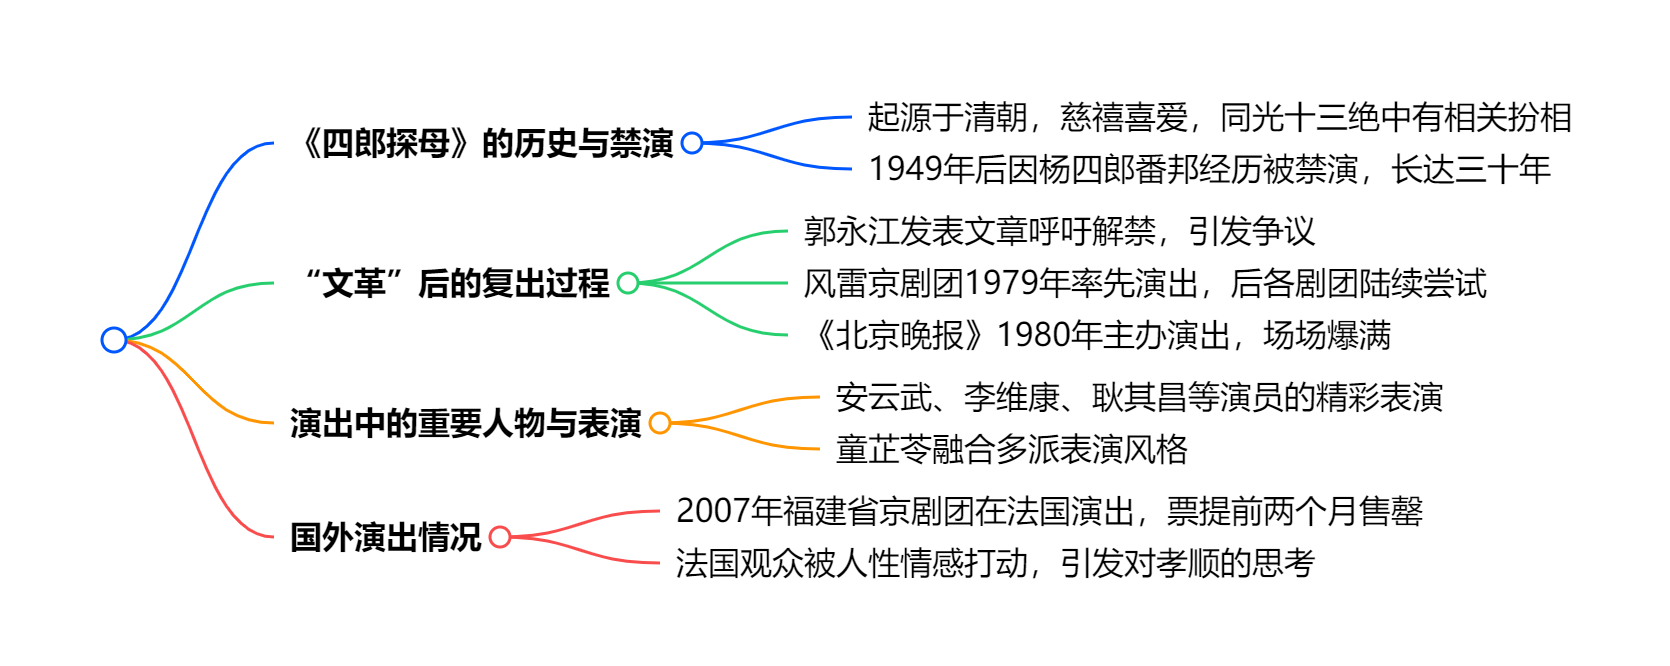 《四郎探母》的历史与禁演
起源于清朝，慈禧喜爱，同光十三绝中有相关扮相
1949年后因杨四郎番邦经历被禁演，长达三十年
“文革”后的复出过程
郭永江发表文章呼吁解禁，引发争议
风雷京剧团1979年率先演出，后各剧团陆续尝试
《北京晚报》1980年主办演出，场场爆满
演出中的重要人物与表演
安云武、李维康、耿其昌等演员的精彩表演
童芷苓融合多派表演风格
国外演出情况
2007年福建省京剧团在法国演出，票提前两个月售罄
法国观众被人性情感打动，引发对孝顺的思考